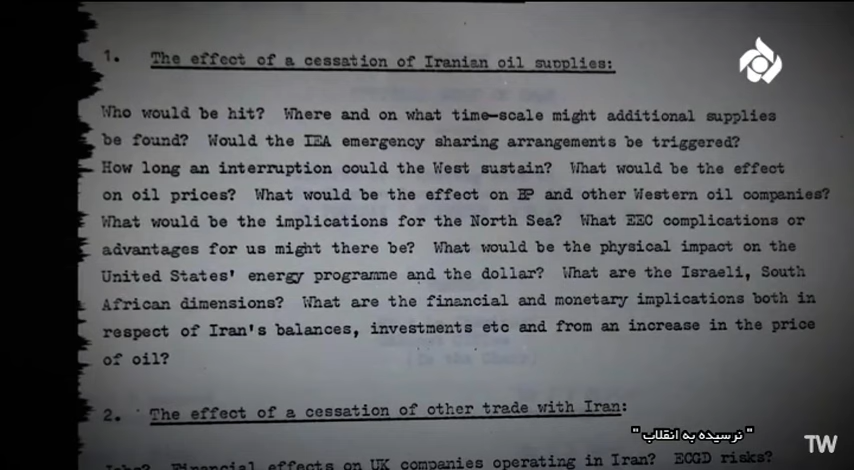 1. The effect of a cessation of Iranian oil supplies:
Who would be hit? Where and on what time-scale might additional supplies
be found? Would the IEA emergency sharing arrangements be triggered?
How long an interruption could the West sustain? What would be the effect
on oil prices? What would be the effect on BP and other Western oil companies?
What would be the implications for the North Sea? What EEC complications or
advantages for us might there be? What would be the physical impact on the
United States' energy programme and the dollar? What are the Israeli, South
African dimensions? What are the financial and monetary implications both in
respect of Iran's balances, investments etc and from an increase in the price
of oil?
2. The effect of a cessation of other trade with Iran:
Jobs? Financial effects on UK companies operating in Iran? ECGD risks?
" نرسیده به انقلاب "
TW